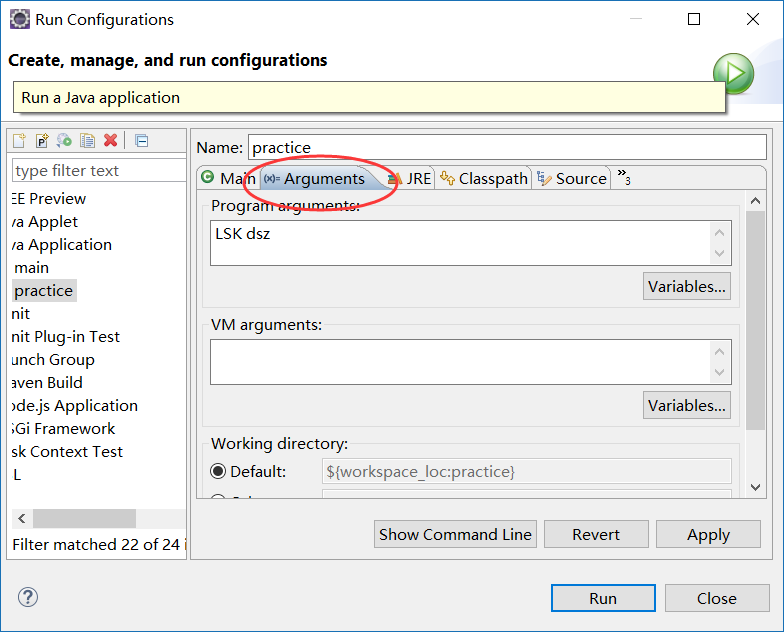 Run Configurations
Create, manage, and run configurations
Run a Java application
Name: practice
type filter text
EE Preview
va Applet
va Application
main
practice
nit
nit Plug-in Test
unch Group
aven Build
ode.js Application
SGi Framework
sk Context Test
L
Filter matched 22 of 24 i
Main (x)= Arguments JRE Classpath Source »3
Program arguments:
LSK dsz
Variables...
VM arguments:
Variables...
Working directory:
Default: ${workspace_loc:practice}
Show Command Line Revert Apply
Run Close